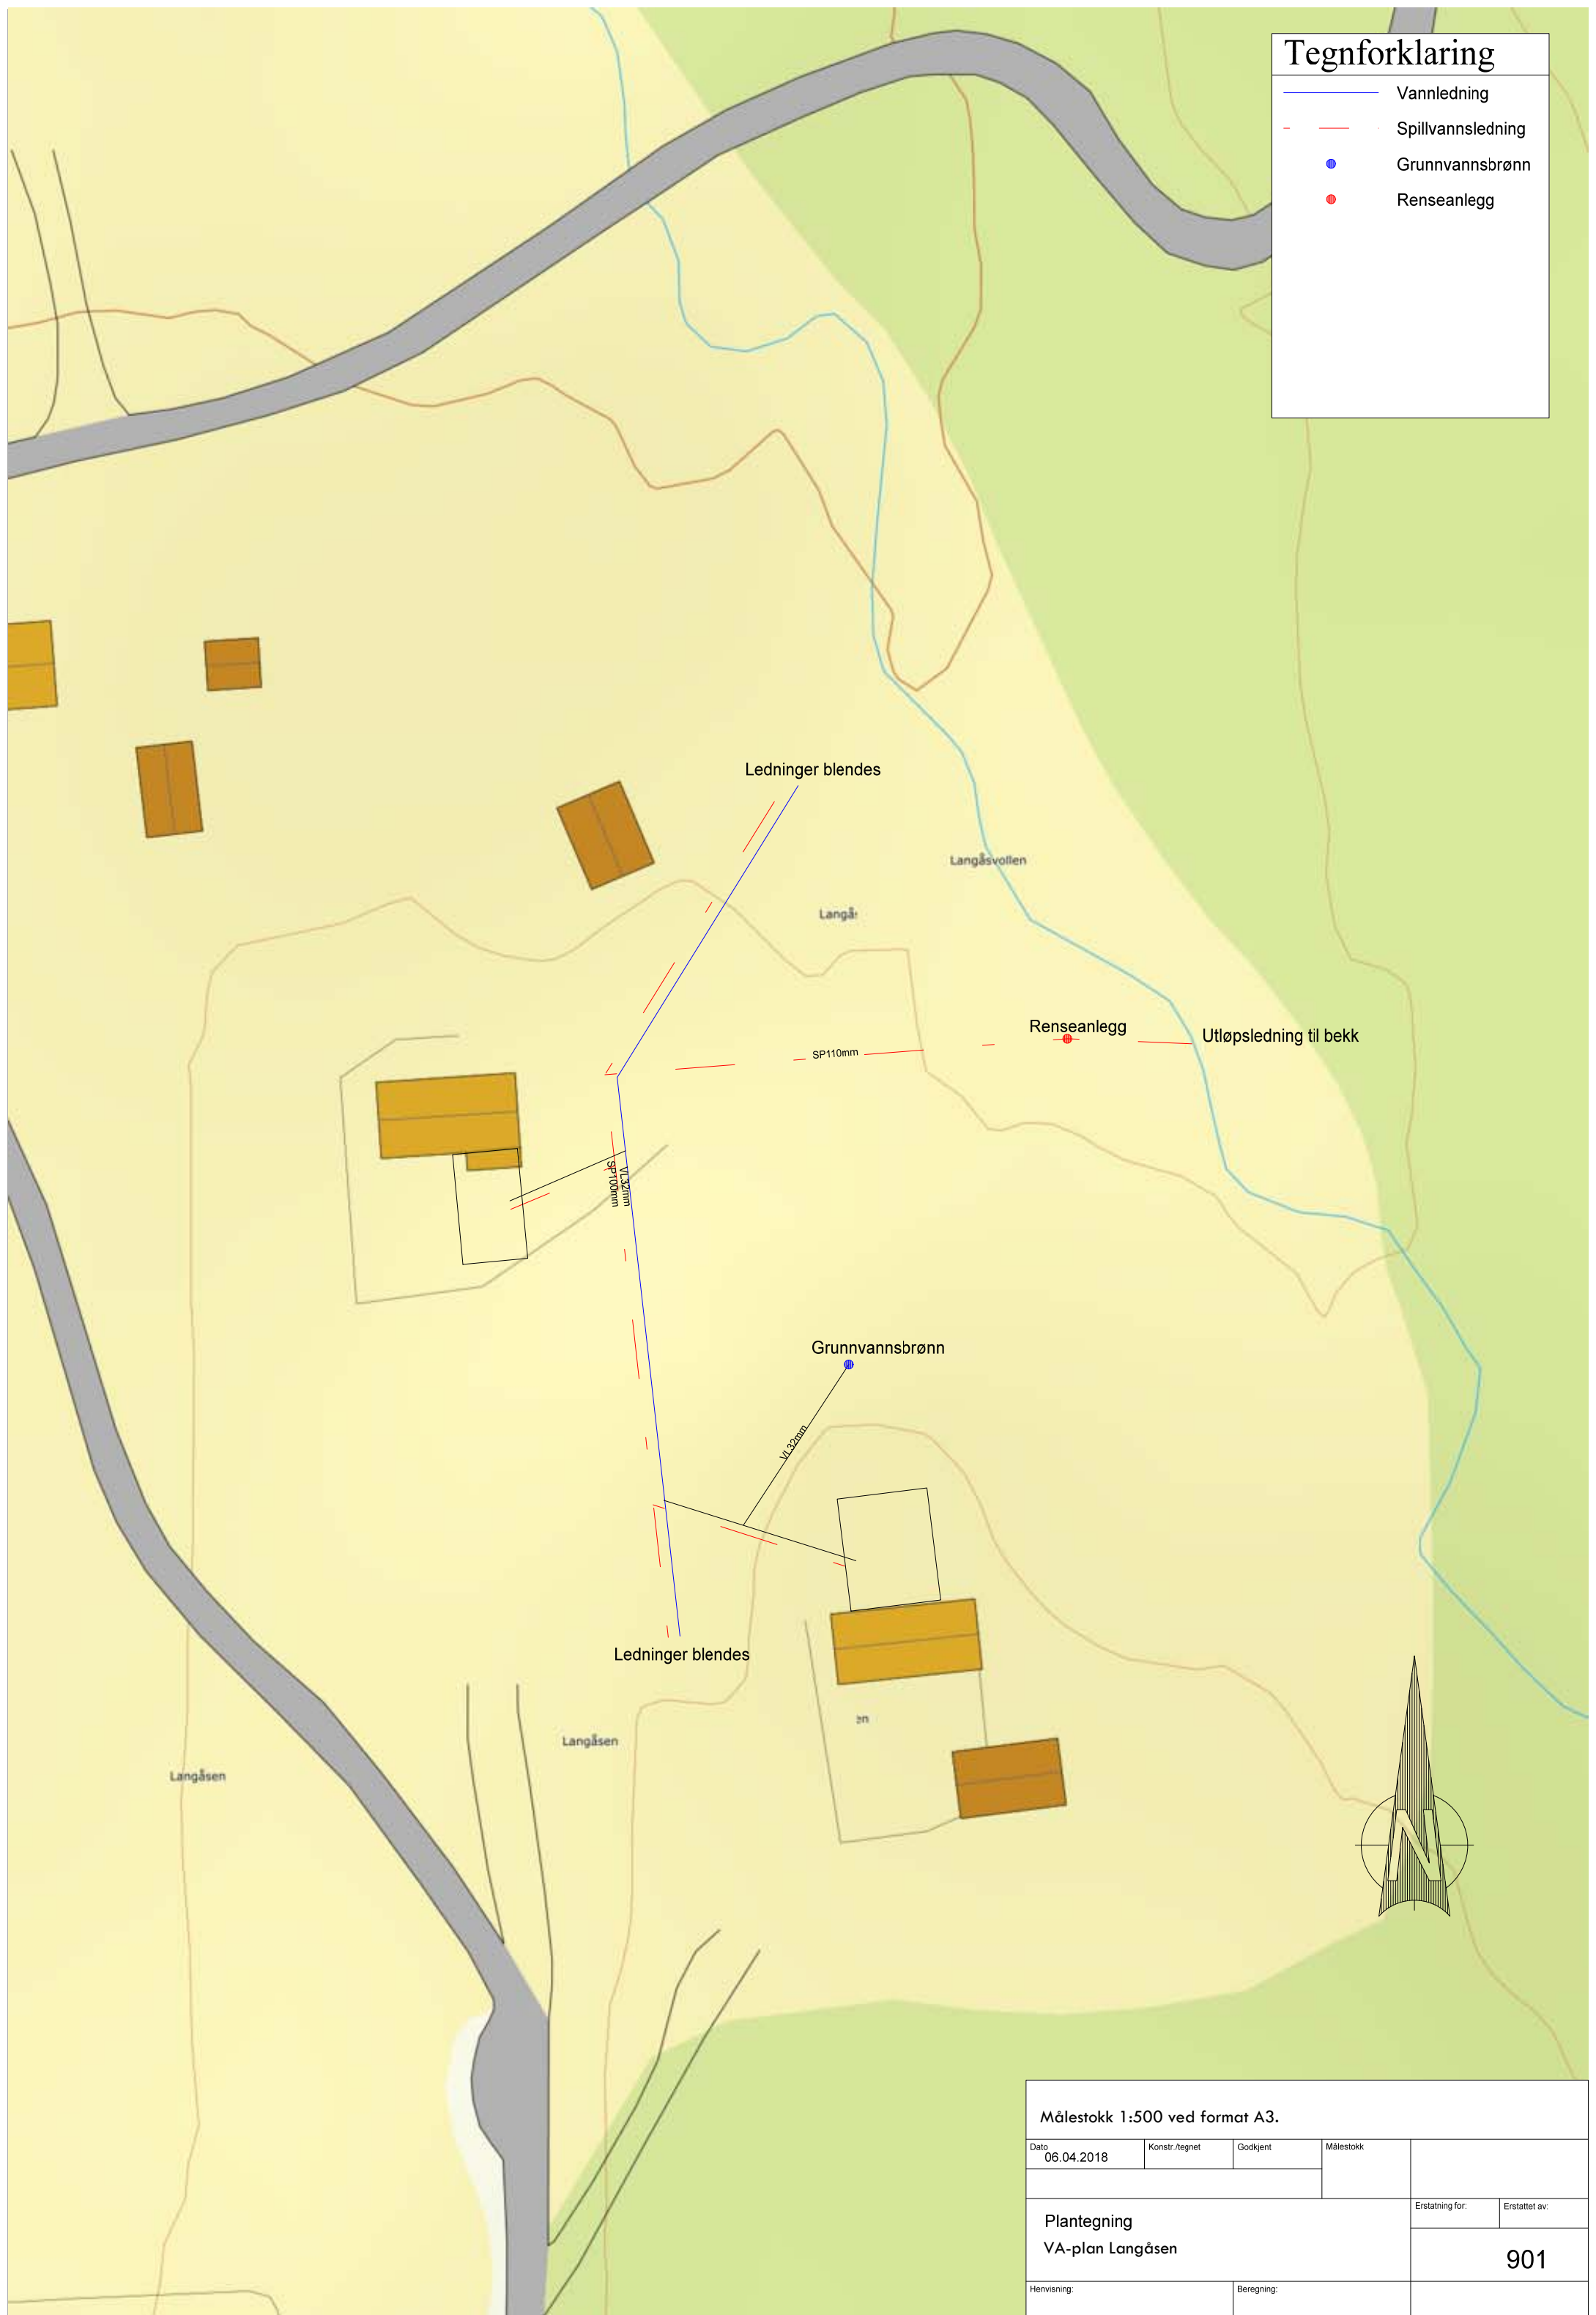 Tegnforklaring
Vannledning
Spillvannsledning
Grunnvannsbrønn
Renseanlegg
Ledninger blendes
Langåsvollen
Renseanlegg
Utløpsledning til bekk
SP110mm
VL32mm
SP100mm
Grunnvannsbrønn
VL32mm
Ledninger blendes
Langåsen
Langåsen
N
Målestokk 1:500 ved format A3.
Dato
Konstr./tegnet
Godkjent
Målestokk
06.04.2018
Erstatning for:
Erstattet av:
Plantegning
VA-plan Langåsen
901
Henvisning:
Beregning: